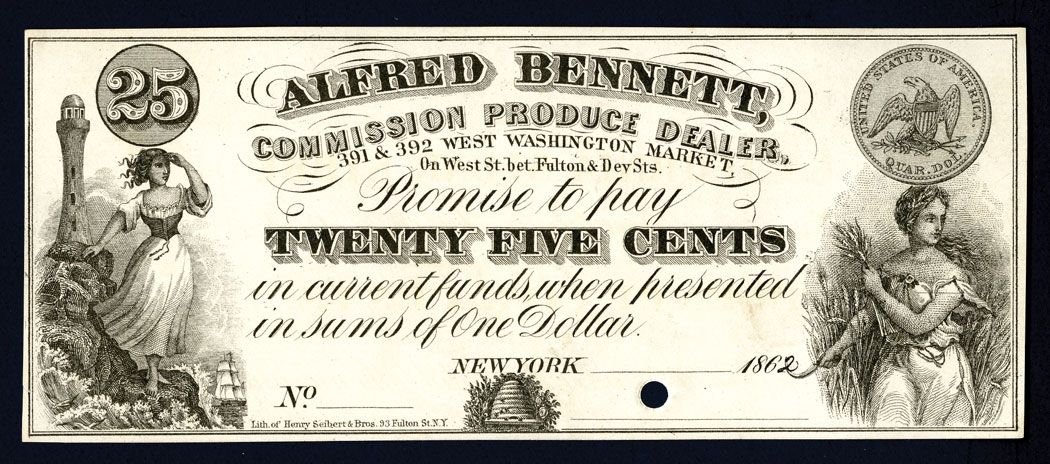 25
ALFRED BENNETT,
COMMISSION PRODUCE DEALER,
391 & 392 WEST WASHINGTON MARKET,
On West St. bet. Fulton & Dey Sts.
UNITED STATES OF AMERICA.
QUAR. DOL.
Promise to pay
TWENTY FIVE CENTS
in current funds, when presented
in sums of One Dollar.
NEW YORK 1862
No
Lith. of Henry Seibert & Bros. 93 Fulton St. N.Y.